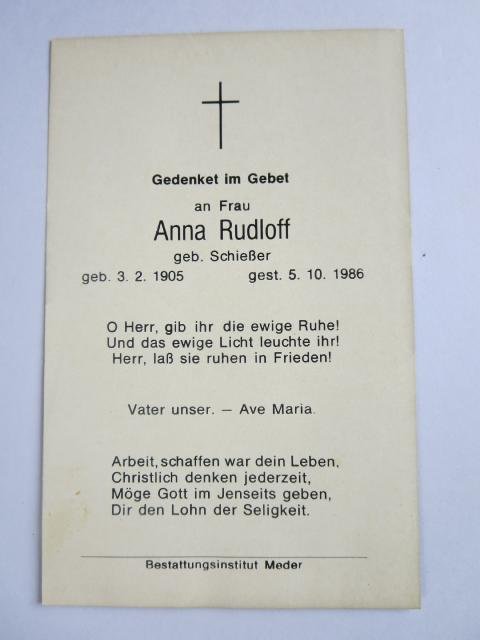 Gedenket im Gebet
an Frau
Anna Rudloff
geb. Schießer
geb. 3. 2. 1905 gest. 5. 10. 1986
O Herr, gib ihr die ewige Ruhe!
Und das ewige Licht leuchte ihr!
Herr, laß sie ruhen in Frieden!
Vater unser. – Ave Maria.
Arbeit, schaffen war dein Leben,
Christlich denken jederzeit,
Möge Gott im Jenseits geben,
Dir den Lohn der Seligkeit.
Bestattungsinstitut Meder